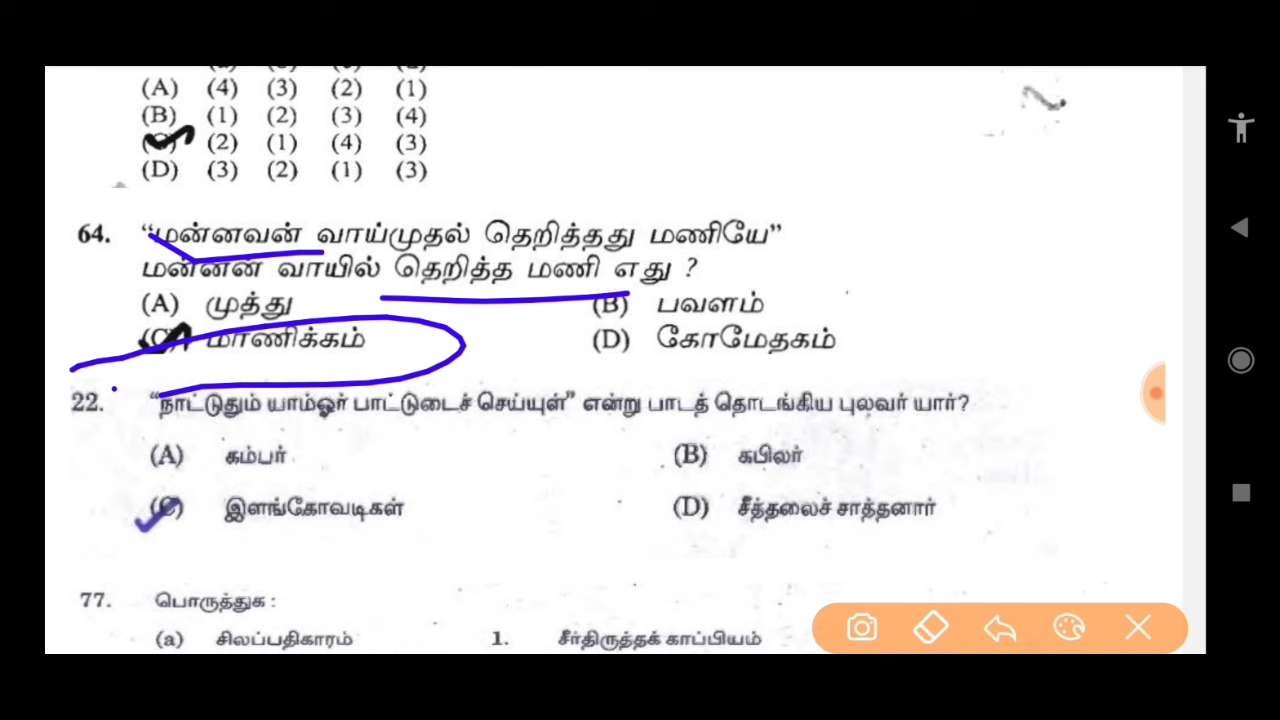 (A) (4) (3) (2) (1)
(B) (1) (2) (3) (4)
(C) (2) (1) (4) (3)
(D) (3) (2) (1) (3)
64. “மன்னவன் வாய்முதல் தெறித்தது மணியே”
மன்னன் வாயில் தெறித்த மணி எது ?
(A) முத்து (B) பவளம்
(C) மாணிக்கம் (D) கோமேதகம்
22. “நாட்டுதும் யாம்ஓர் பாட்டுடைச் செய்யுள்” என்று பாடத் தொடங்கிய புலவர் யார்?
(A) கம்பர் (B) கபிலர்
(C) இளங்கோவடிகள் (D) சீத்தலைச் சாத்தனார்
77. பொருத்துக :
(a) சிலப்பதிகாரம் 1. சீர்திருத்தக் காப்பியம்